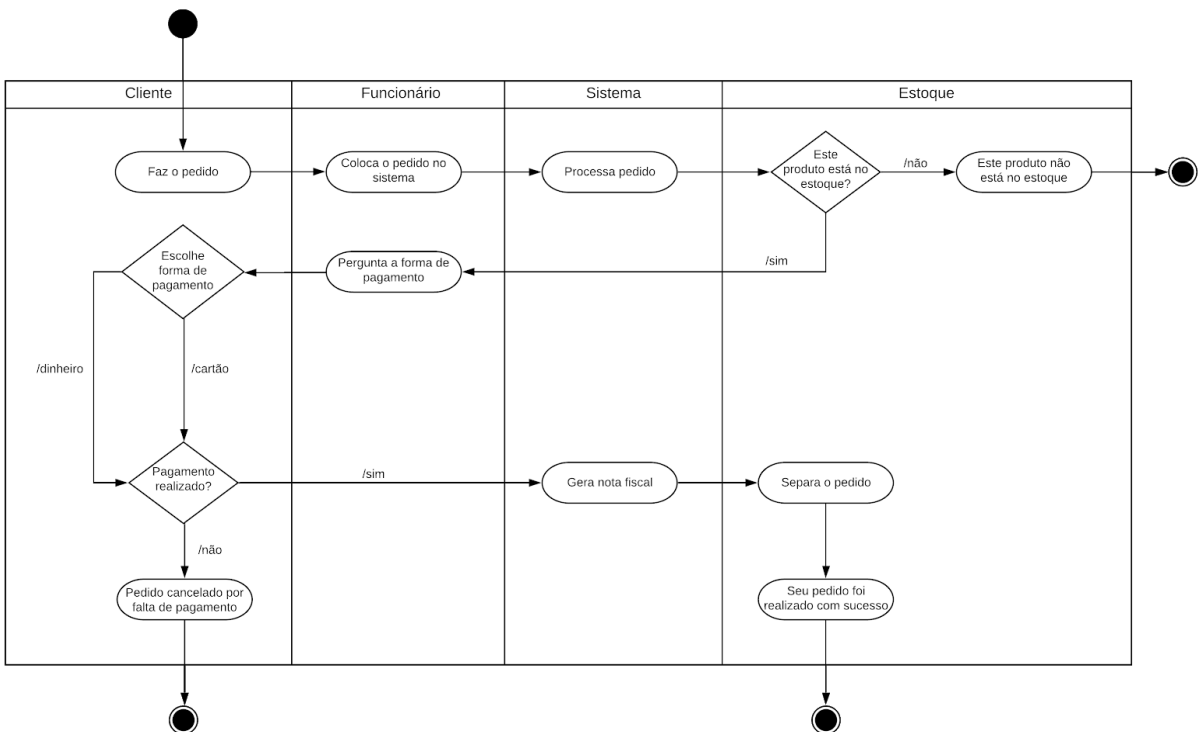 Cliente
Funcionário
Sistema
Estoque
Faz o pedido
Coloca o pedido no
sistema
Processa pedido
Este
produto está no
estoque?
/não
Este produto não
está no estoque
Escolhe
forma de
pagamento
Pergunta a forma de
pagamento
/sim
/dinheiro
/cartão
Pagamento
realizado?
/sim
Gera nota fiscal
Separa o pedido
/não
Pedido cancelado por
falta de pagamento
Seu pedido foi
realizado com sucesso